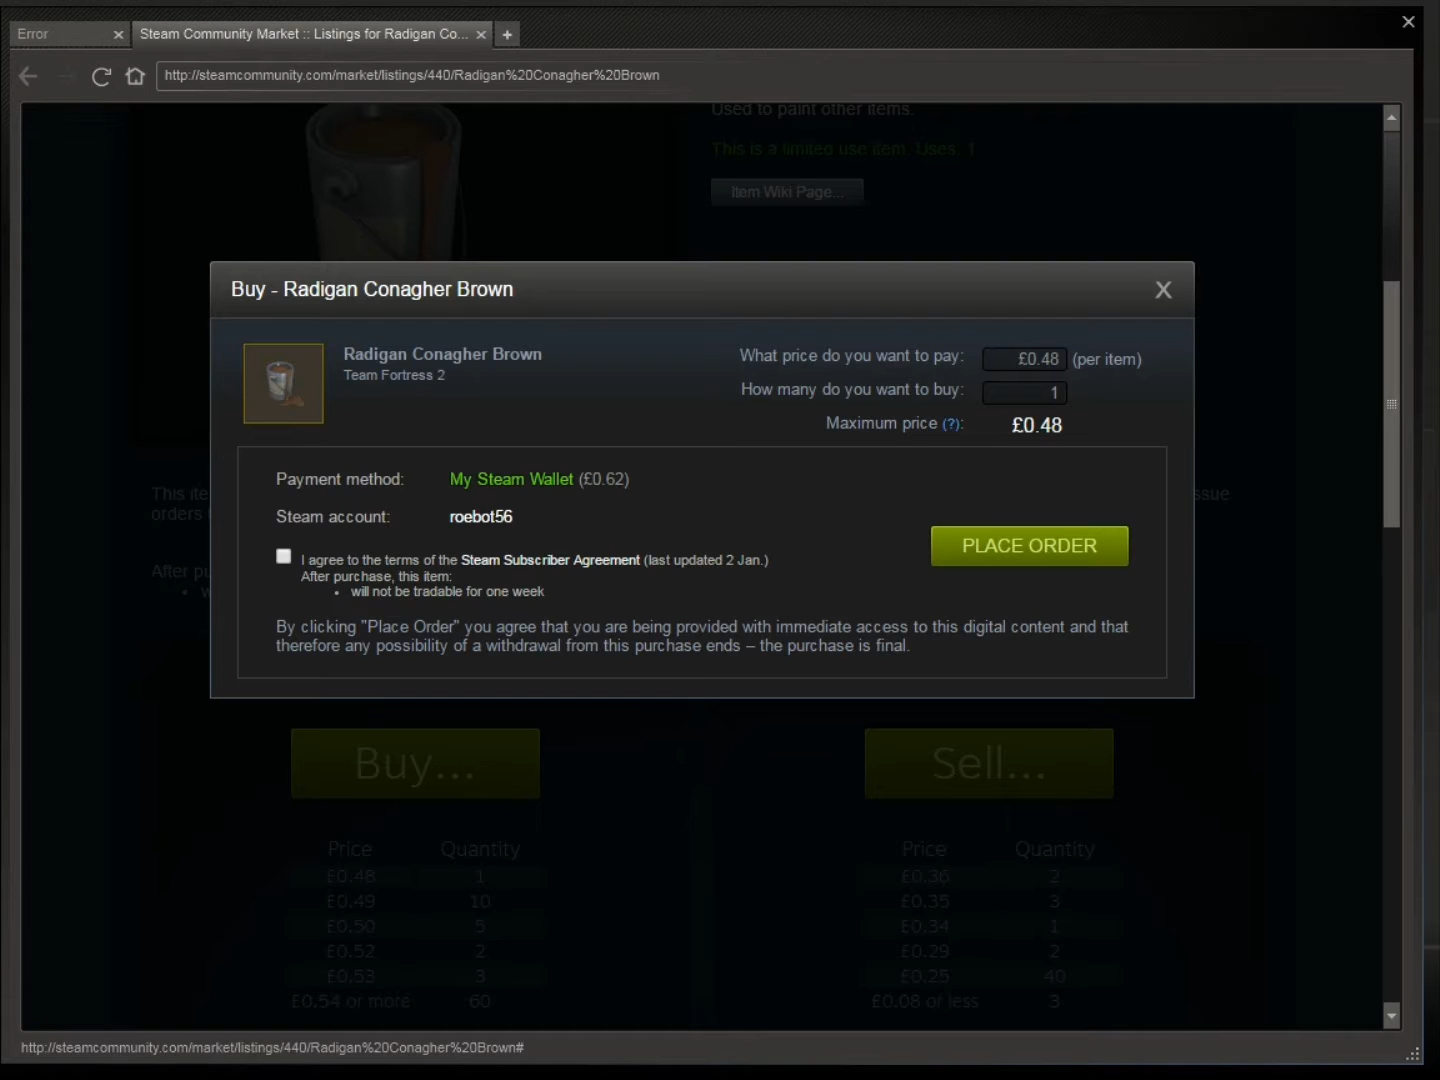 Error
Steam Community Market :: Listings for Radigan Co...
http://steamcommunity.com/market/listings/440/Radigan%20Conagher%20Brown
Used to paint other items.
This is a limited use item. Uses: 1
Item Wiki Page...
Buy - Radigan Conagher Brown
X
Radigan Conagher Brown
Team Fortress 2
What price do you want to pay: £0.48 (per item)
How many do you want to buy: 1
Maximum price (?): £0.48
Payment method: My Steam Wallet (£0.62)
Steam account: roebot56
PLACE ORDER
I agree to the terms of the Steam Subscriber Agreement (last updated 2 Jan.)
After purchase, this item:
• will not be tradable for one week
By clicking "Place Order" you agree that you are being provided with immediate access to this digital content and that
therefore any possibility of a withdrawal from this purchase ends – the purchase is final.
This
orders
After
Buy... Sell...
Price Quantity Price Quantity
£0.48 1 £0.36 2
£0.49 10 £0.35 3
£0.50 5 £0.34 1
£0.52 2 £0.29 2
£0.53 3 £0.25 40
£0.54 or more 60 £0.08 or less 3
http://steamcommunity.com/market/listings/440/Radigan%20Conagher%20Brown#